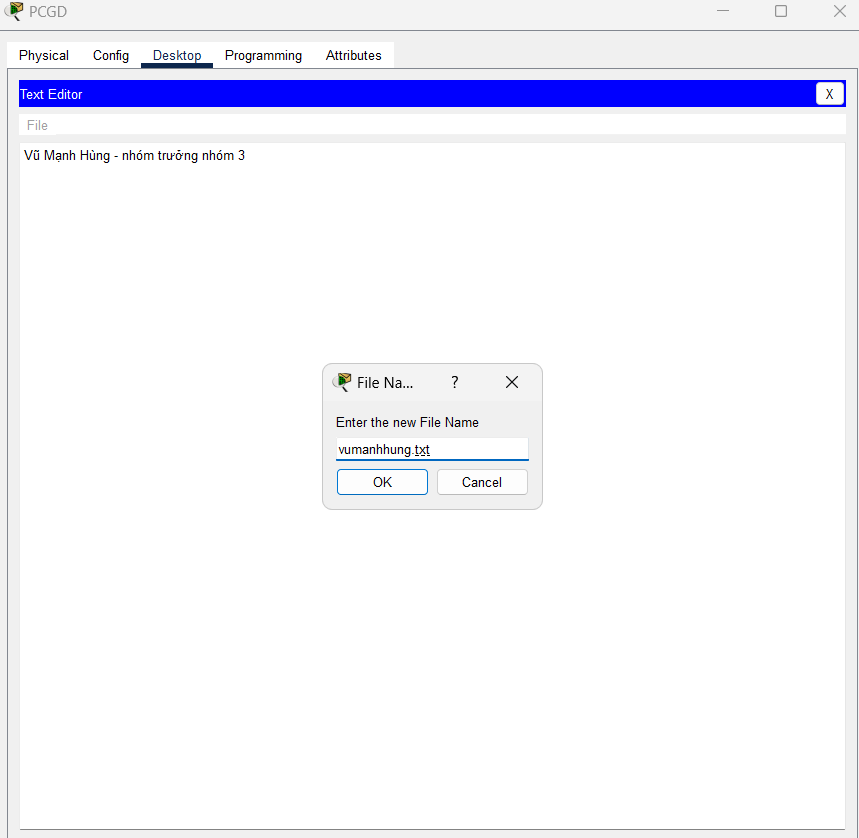 PCGD
Physical Config Desktop Programming Attributes
Text Editor X
File
Vũ Mạnh Hùng - nhóm trưởng nhóm 3
File Na... ?
Enter the new File Name
vumanhhung.txt
OK Cancel